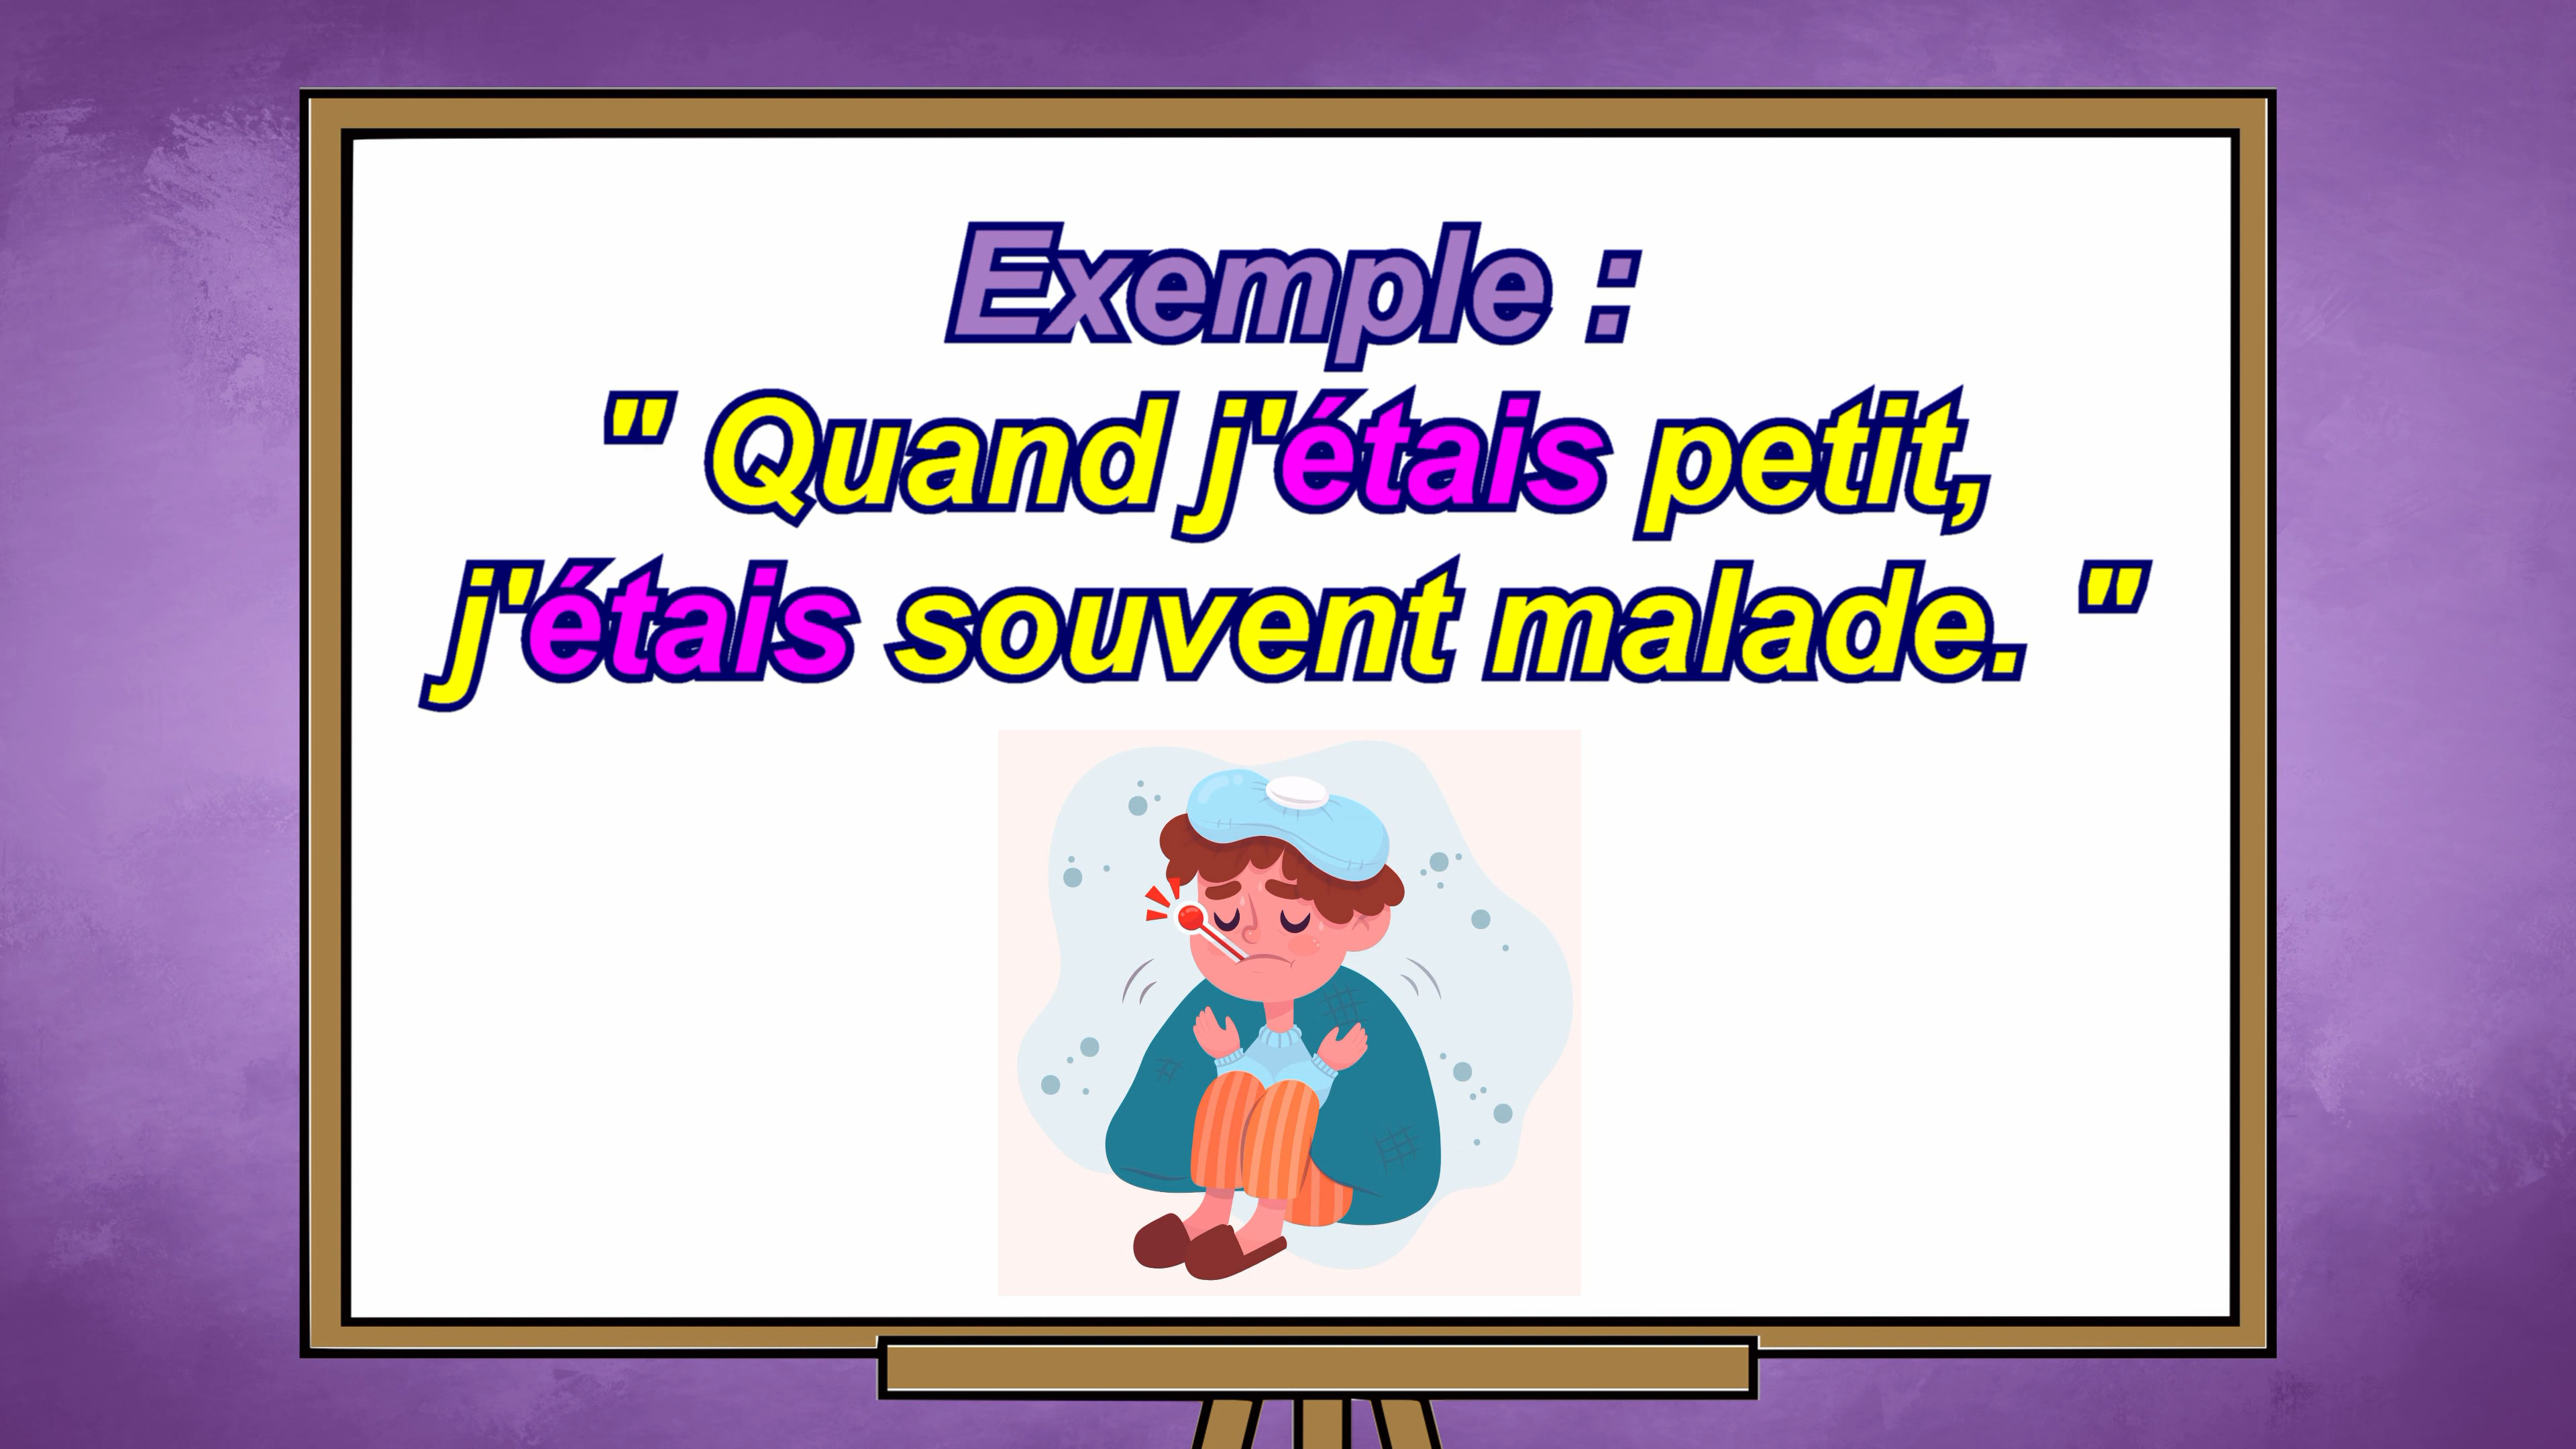 Exemple :
" Quand j'étais petit,
j'étais souvent malade. "